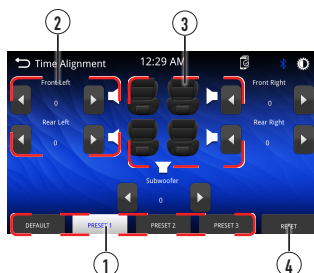 2
3
Time Alignment 12:29 AM
Front Left
Front Right
0
0
Rear Left
Rear Right
0
0
Subwoofer
0
DEFAULT PRESET 1 PRESET 2 PRESET 3 RESET
1
4